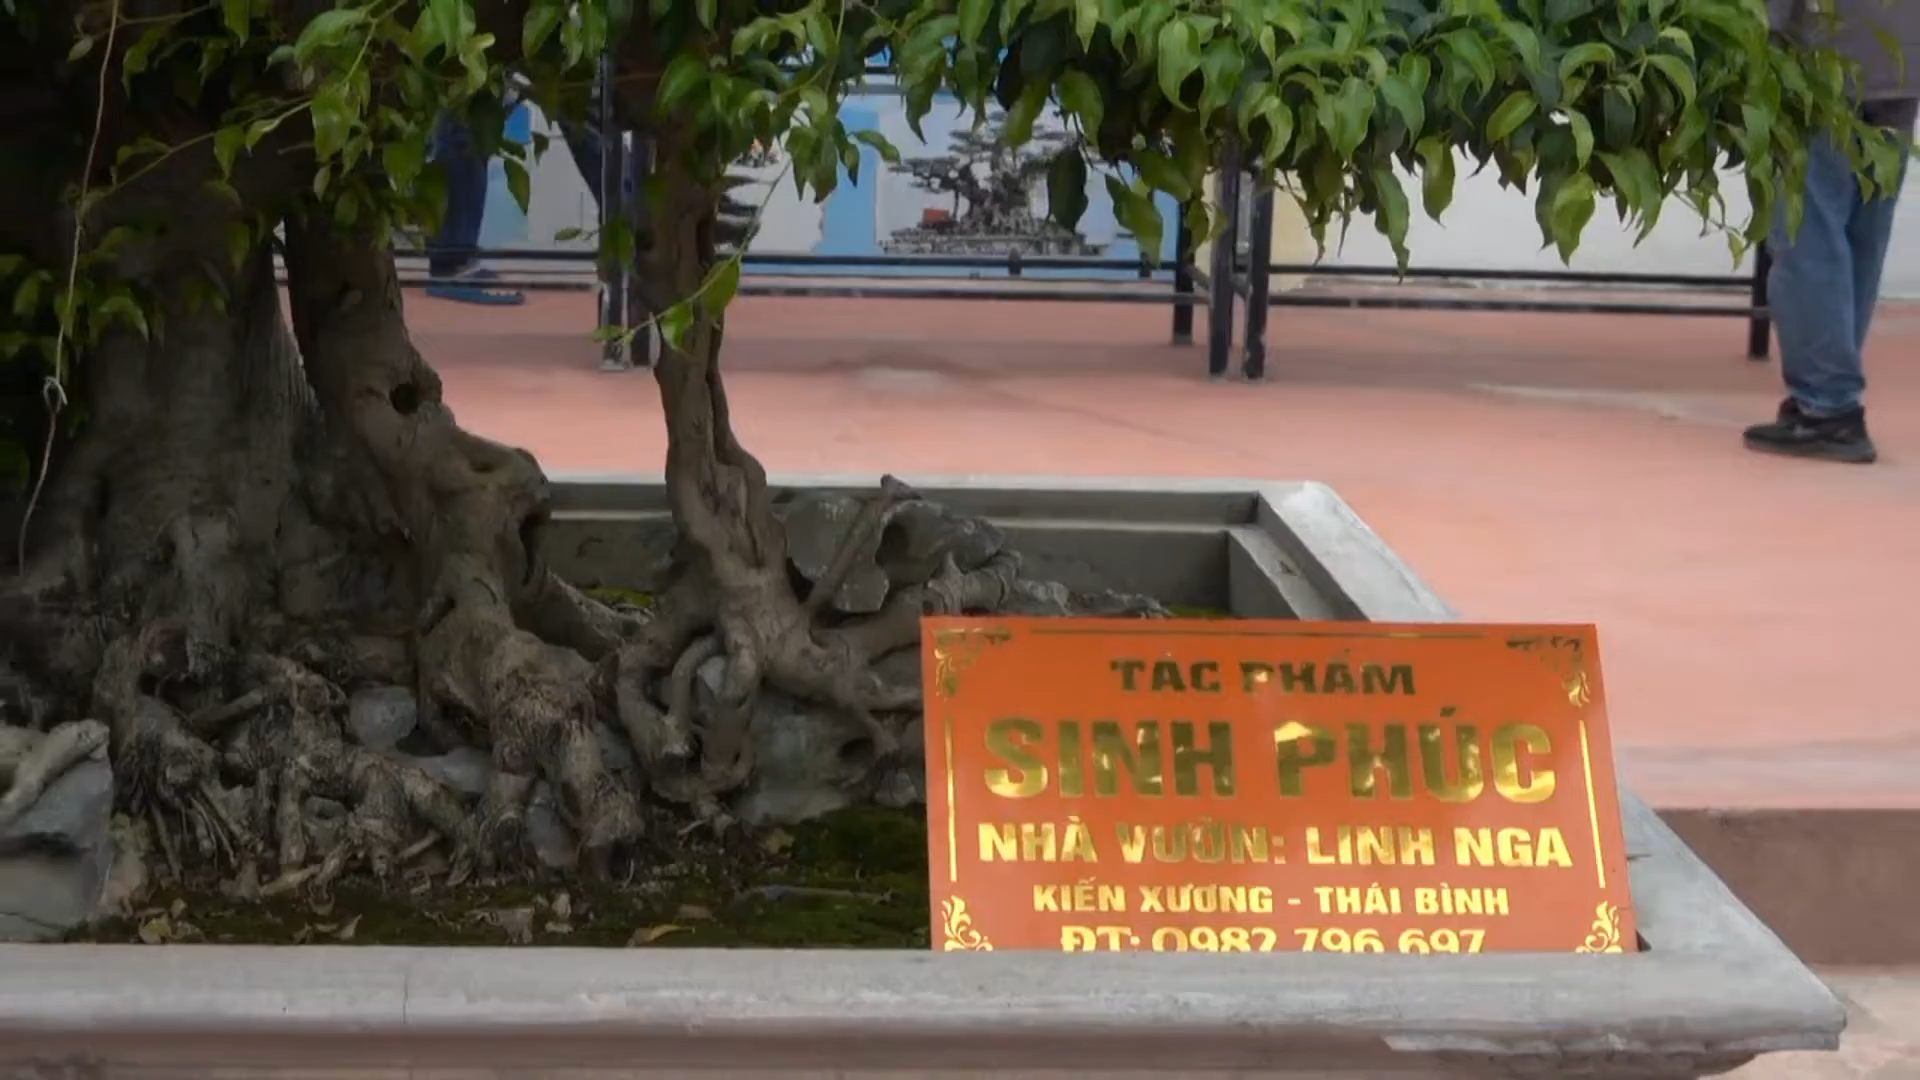 TÁC PHẨM
SINH PHÚC
NHÀ VƯỜN: LINH NGA
KIẾN XƯƠNG - THÁI BÌNH
ĐT: 0982 796 697